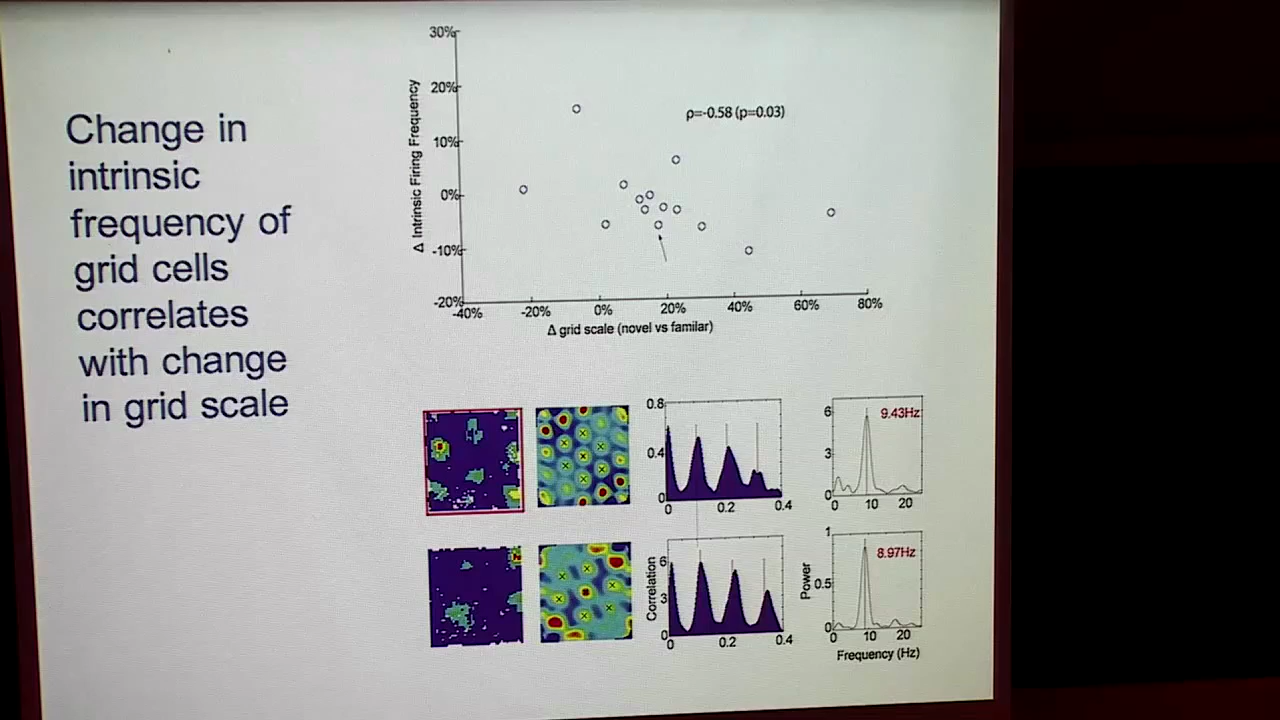 Change in
intrinsic
frequency of
grid cells
correlates
with change
in grid scale
30%
20%
10%
0%
-10%
-20%
Δ Intrinsic Firing Frequency
ρ=-0.58 (p=0.03)
-40% -20% 0% 20% 40% 60% 80%
Δ grid scale (novel vs familar)
0.8
0.4
0
0 0.2 0.4
6
3
0
0 10 20
9.43Hz
Correlation
6
3
0
0 0.2 0.4
Power
1
0.5
0
0 10 20
8.97Hz
Frequency (Hz)